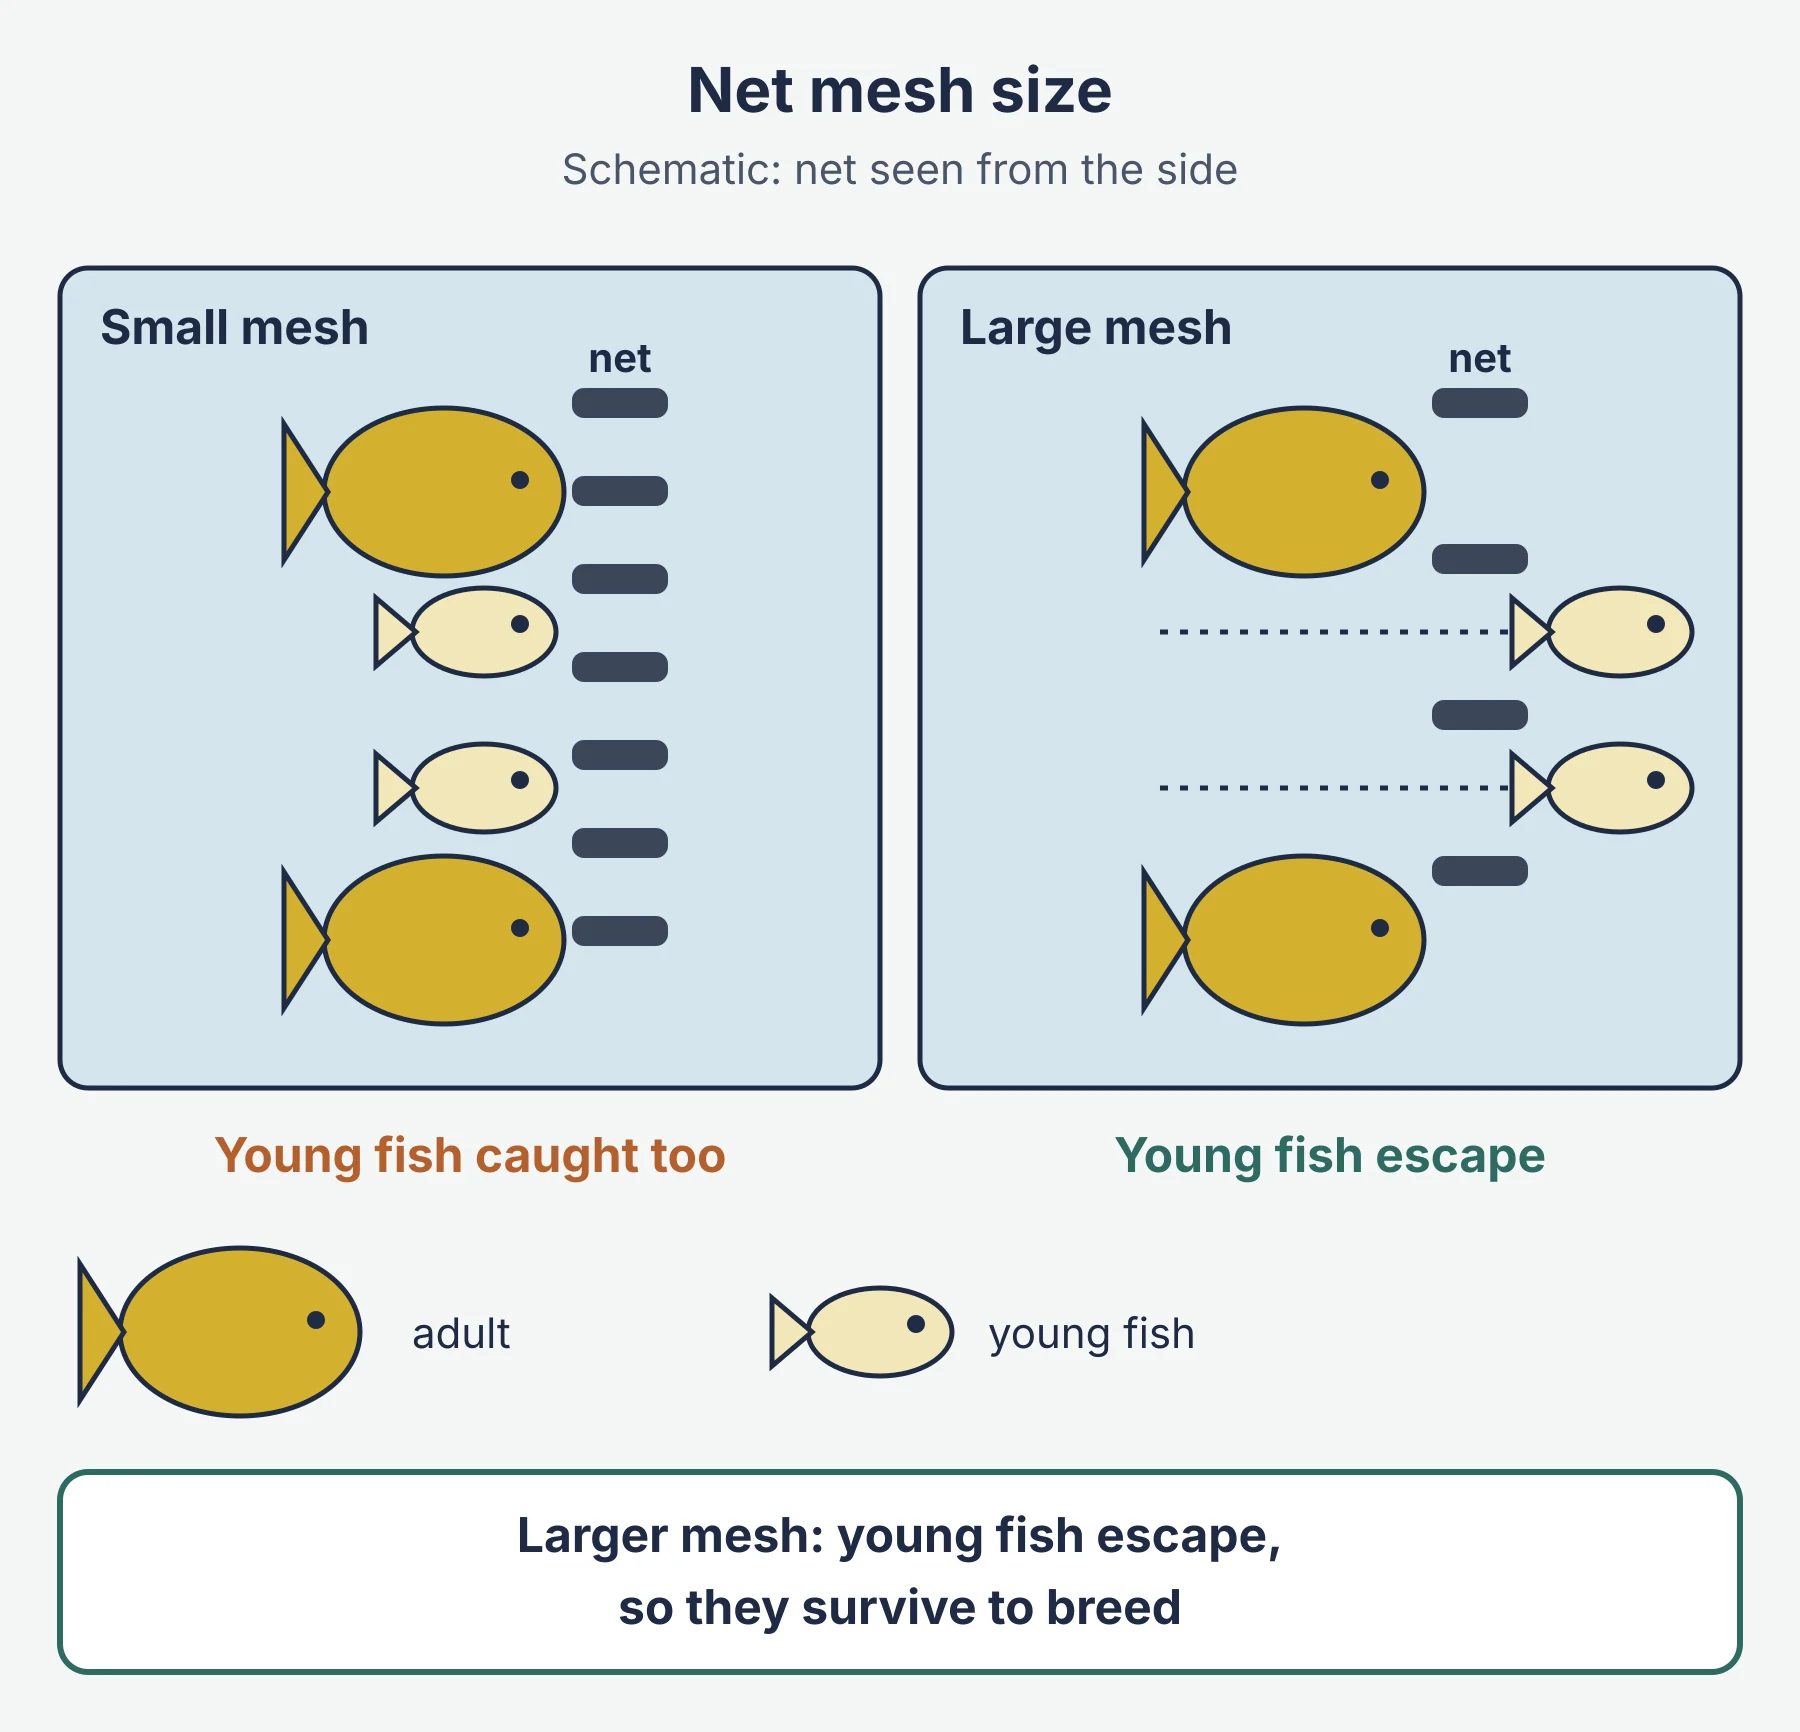 Net mesh size
Schematic: net seen from the side
Small mesh
net
Large mesh
net
Young fish caught too
Young fish escape
adult
young fish
Larger mesh: young fish escape,
so they survive to breed